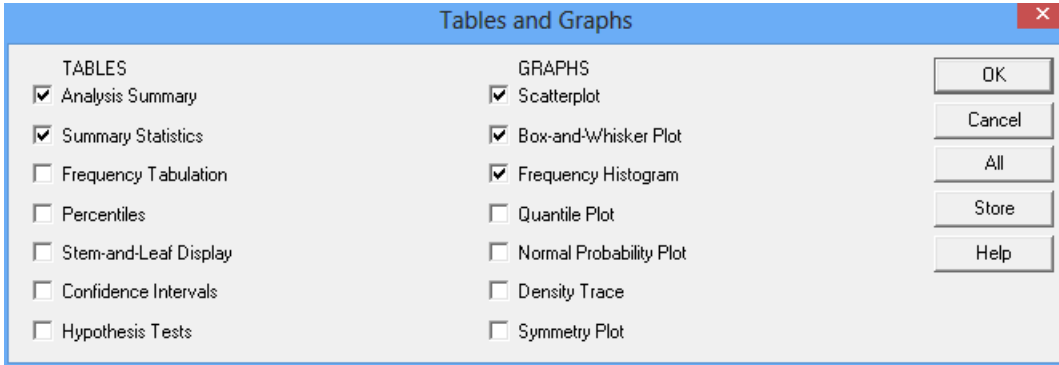 Tables and Graphs
TABLES
Analysis Summary
Summary Statistics
Frequency Tabulation
Percentiles
Stem-and-Leaf Display
Confidence Intervals
Hypothesis Tests
GRAPHS
Scatterplot
Box-and-Whisker Plot
Frequency Histogram
Quantile Plot
Normal Probability Plot
Density Trace
Symmetry Plot
OK
Cancel
All
Store
Help